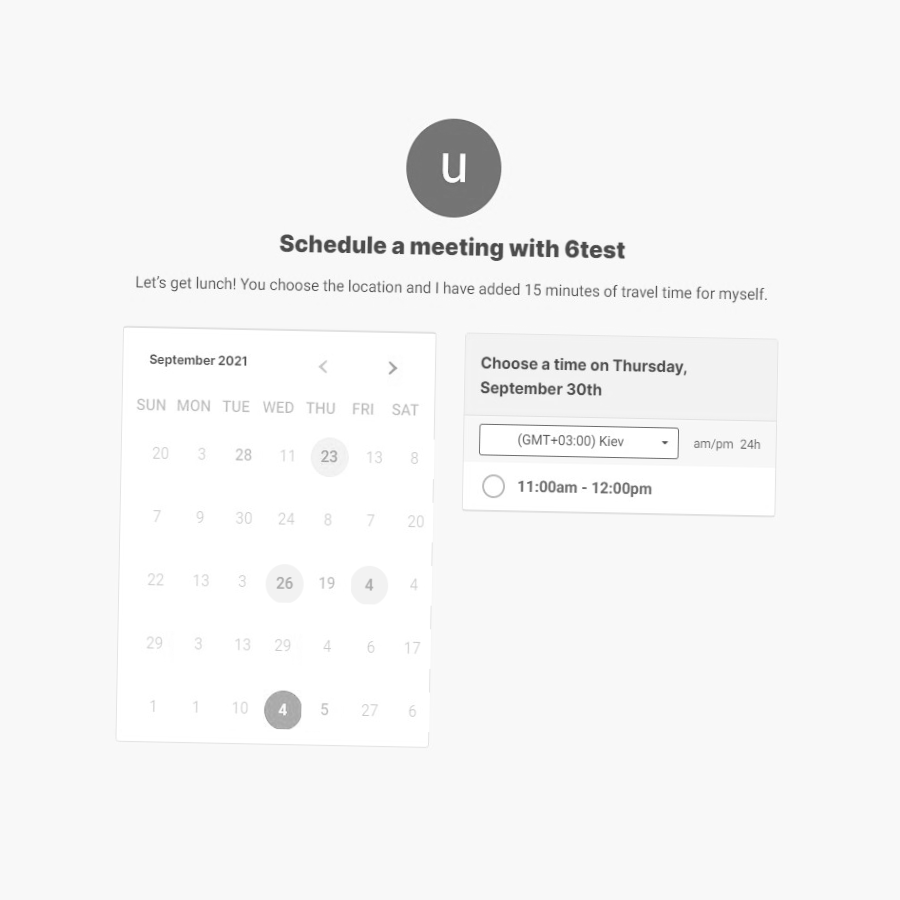 u
Schedule a meeting with 6test
Let's get lunch! You choose the location and I have added 15 minutes of travel time for myself.
September 2021
SUN MON TUE WED THU FRI SAT
20 3 28 11 23 13 8
7 9 30 24 8 7 20
22 13 3 26 19 4 4
29 3 13 29 4 6 17
1 1 10 4 5 27 6
Choose a time on Thursday,
September 30th
(GMT+03:00) Kiev am/pm 24h
11:00am - 12:00pm